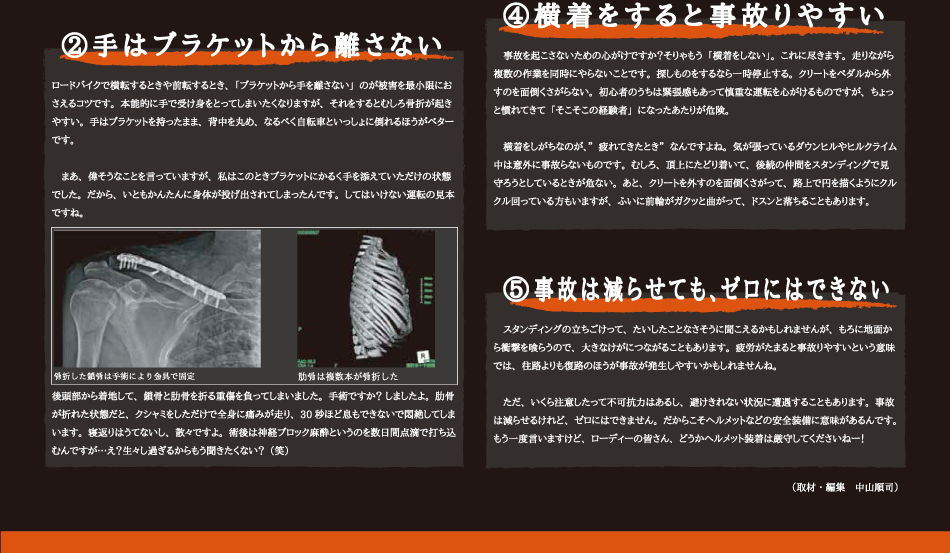 ②手はブラケットから離さない
ロードバイクで横転するときや前転するとき、「ブラケットから手を離さない」のが被害を最小限にお
さえるコツです。本能的に手で受け身をとってしまいたくなりますが、それをするとむしろ骨折が起き
やすい。手はブラケットを持ったまま、背中を丸め、なるべく自転車といっしょに倒れるほうがベター
です。
まあ、偉そうなことを言っていますが、私はこのときブラケットにかるく手を添えていただけの状態
でした。だから、いともかんたんに身体が投げ出されてしまったんです。してはいけない運転の見本
ですね。
骨折した鎖骨は手術により金具で固定
肋骨は複数本が骨折した
後頭部から着地して、鎖骨と肋骨を折る重傷を負ってしまいました。手術ですか?しましたよ。肋骨
が折れた状態だと、クシャミをしただけで全身に痛みが走り、30秒ほど息もできないで悶絶してしま
います。寝返りはうてないし、散々ですよ。術後は神経ブロック麻酔というのを数日間点滴で打ち込
むんですが…え?生々し過ぎるからもう聞きたくない?(笑)
④横着をすると事故りやすい
事故を起こさないための心がけですか?そりゃもう「横着をしない」。これに尽きます。走りながら
複数の作業を同時にやらないことです。探しものをするなら一時停止する。クリートをペダルから外
すのを面倒くさがらない。初心者のうちは緊張感もあって慎重な運転を心がけるものですが、ちょっ
と慣れてきて「そこそこの経験者」になったあたりが危険。
横着をしがちなのが、”疲れてきたとき”なんですよね。気が張っているダウンヒルやヒルクライム
中は意外に事故らないものです。むしろ、頂上にたどり着いて、後続の仲間をスタンディングで見
守ろうとしているときが危ない。あと、クリートを外すのを面倒くさがって、路上で円を描くようにクル
クル回っている方もいますが、ふいに前輪がガクッと曲がって、ドスンと落ちることもあります。
⑤事故は減らせても、ゼロにはできない
スタンディングの立ちごけって、たいしたことなさそうに聞こえるかもしれませんが、もろに地面か
ら衝撃を喰らうので、大きなけがにつながることもあります。疲労がたまると事故りやすいという意味
では、往路よりも復路のほうが事故が発生しやすいかもしれませんね。
ただ、いくら注意したって不可抗力はあるし、避けきれない状況に遭遇することもあります。事故
は減らせるけれど、ゼロにはできません。だからこそヘルメットなどの安全装備に意味があるんです。
もう一度言いますけど、ローディーの皆さん、どうかヘルメット装着は厳守してくださいねー!
(取材・編集　中山順司)